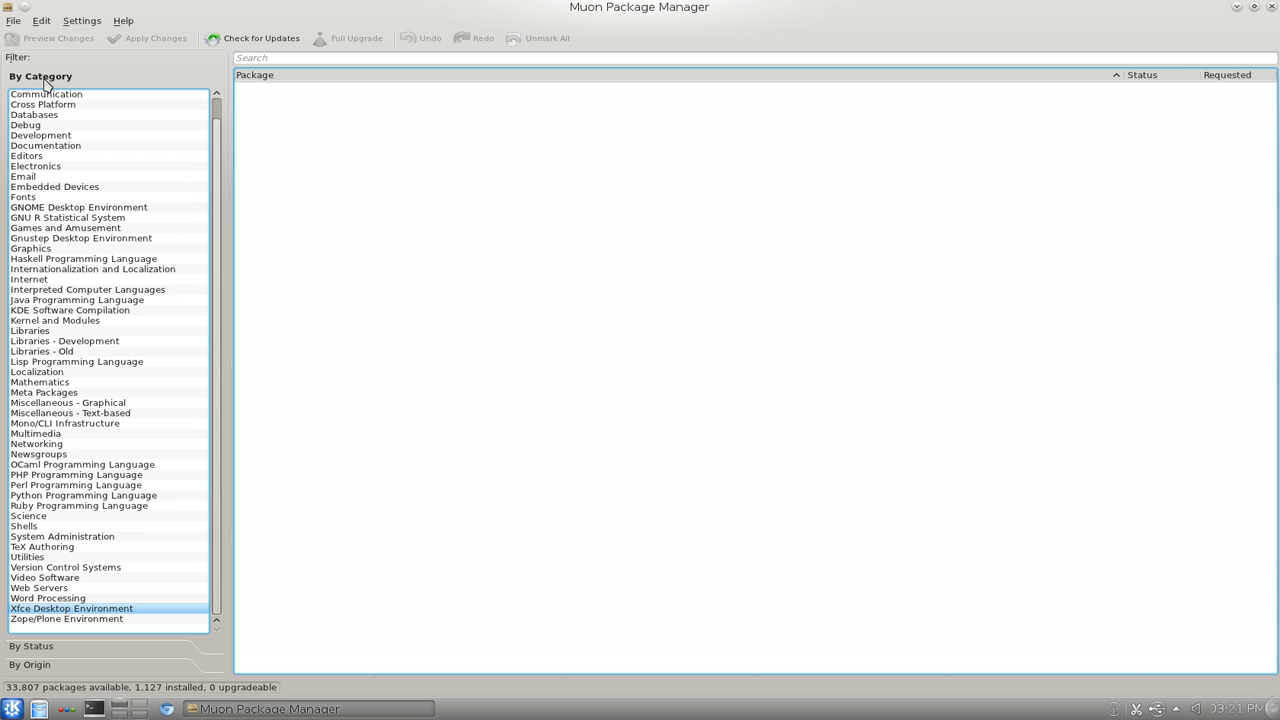 Muon Package Manager
File Edit Settings Help
Preview Changes Apply Changes Check for Updates Full Upgrade Undo Redo Unmark All
Filter:
Search
By Category
Package Status Requested
Communication
Cross Platform
Databases
Debug
Development
Documentation
Editors
Electronics
Email
Embedded Devices
Fonts
GNOME Desktop Environment
GNU R Statistical System
Games and Amusement
Gnustep Desktop Environment
Graphics
Haskell Programming Language
Internationalization and Localization
Internet
Interpreted Computer Languages
Java Programming Language
KDE Software Compilation
Kernel and Modules
Libraries
Libraries - Development
Libraries - Old
Lisp Programming Language
Localization
Mathematics
Meta Packages
Miscellaneous - Graphical
Miscellaneous - Text-based
Mono/CLI Infrastructure
Multimedia
Networking
Newsgroups
OCaml Programming Language
PHP Programming Language
Perl Programming Language
Python Programming Language
Ruby Programming Language
Science
Shells
System Administration
TeX Authoring
Utilities
Version Control Systems
Video Software
Web Servers
Word Processing
Xfce Desktop Environment
Zope/Plone Environment
By Status
By Origin
33,807 packages available, 1,127 installed, 0 upgradeable
Muon Package Manager 03:21 PM